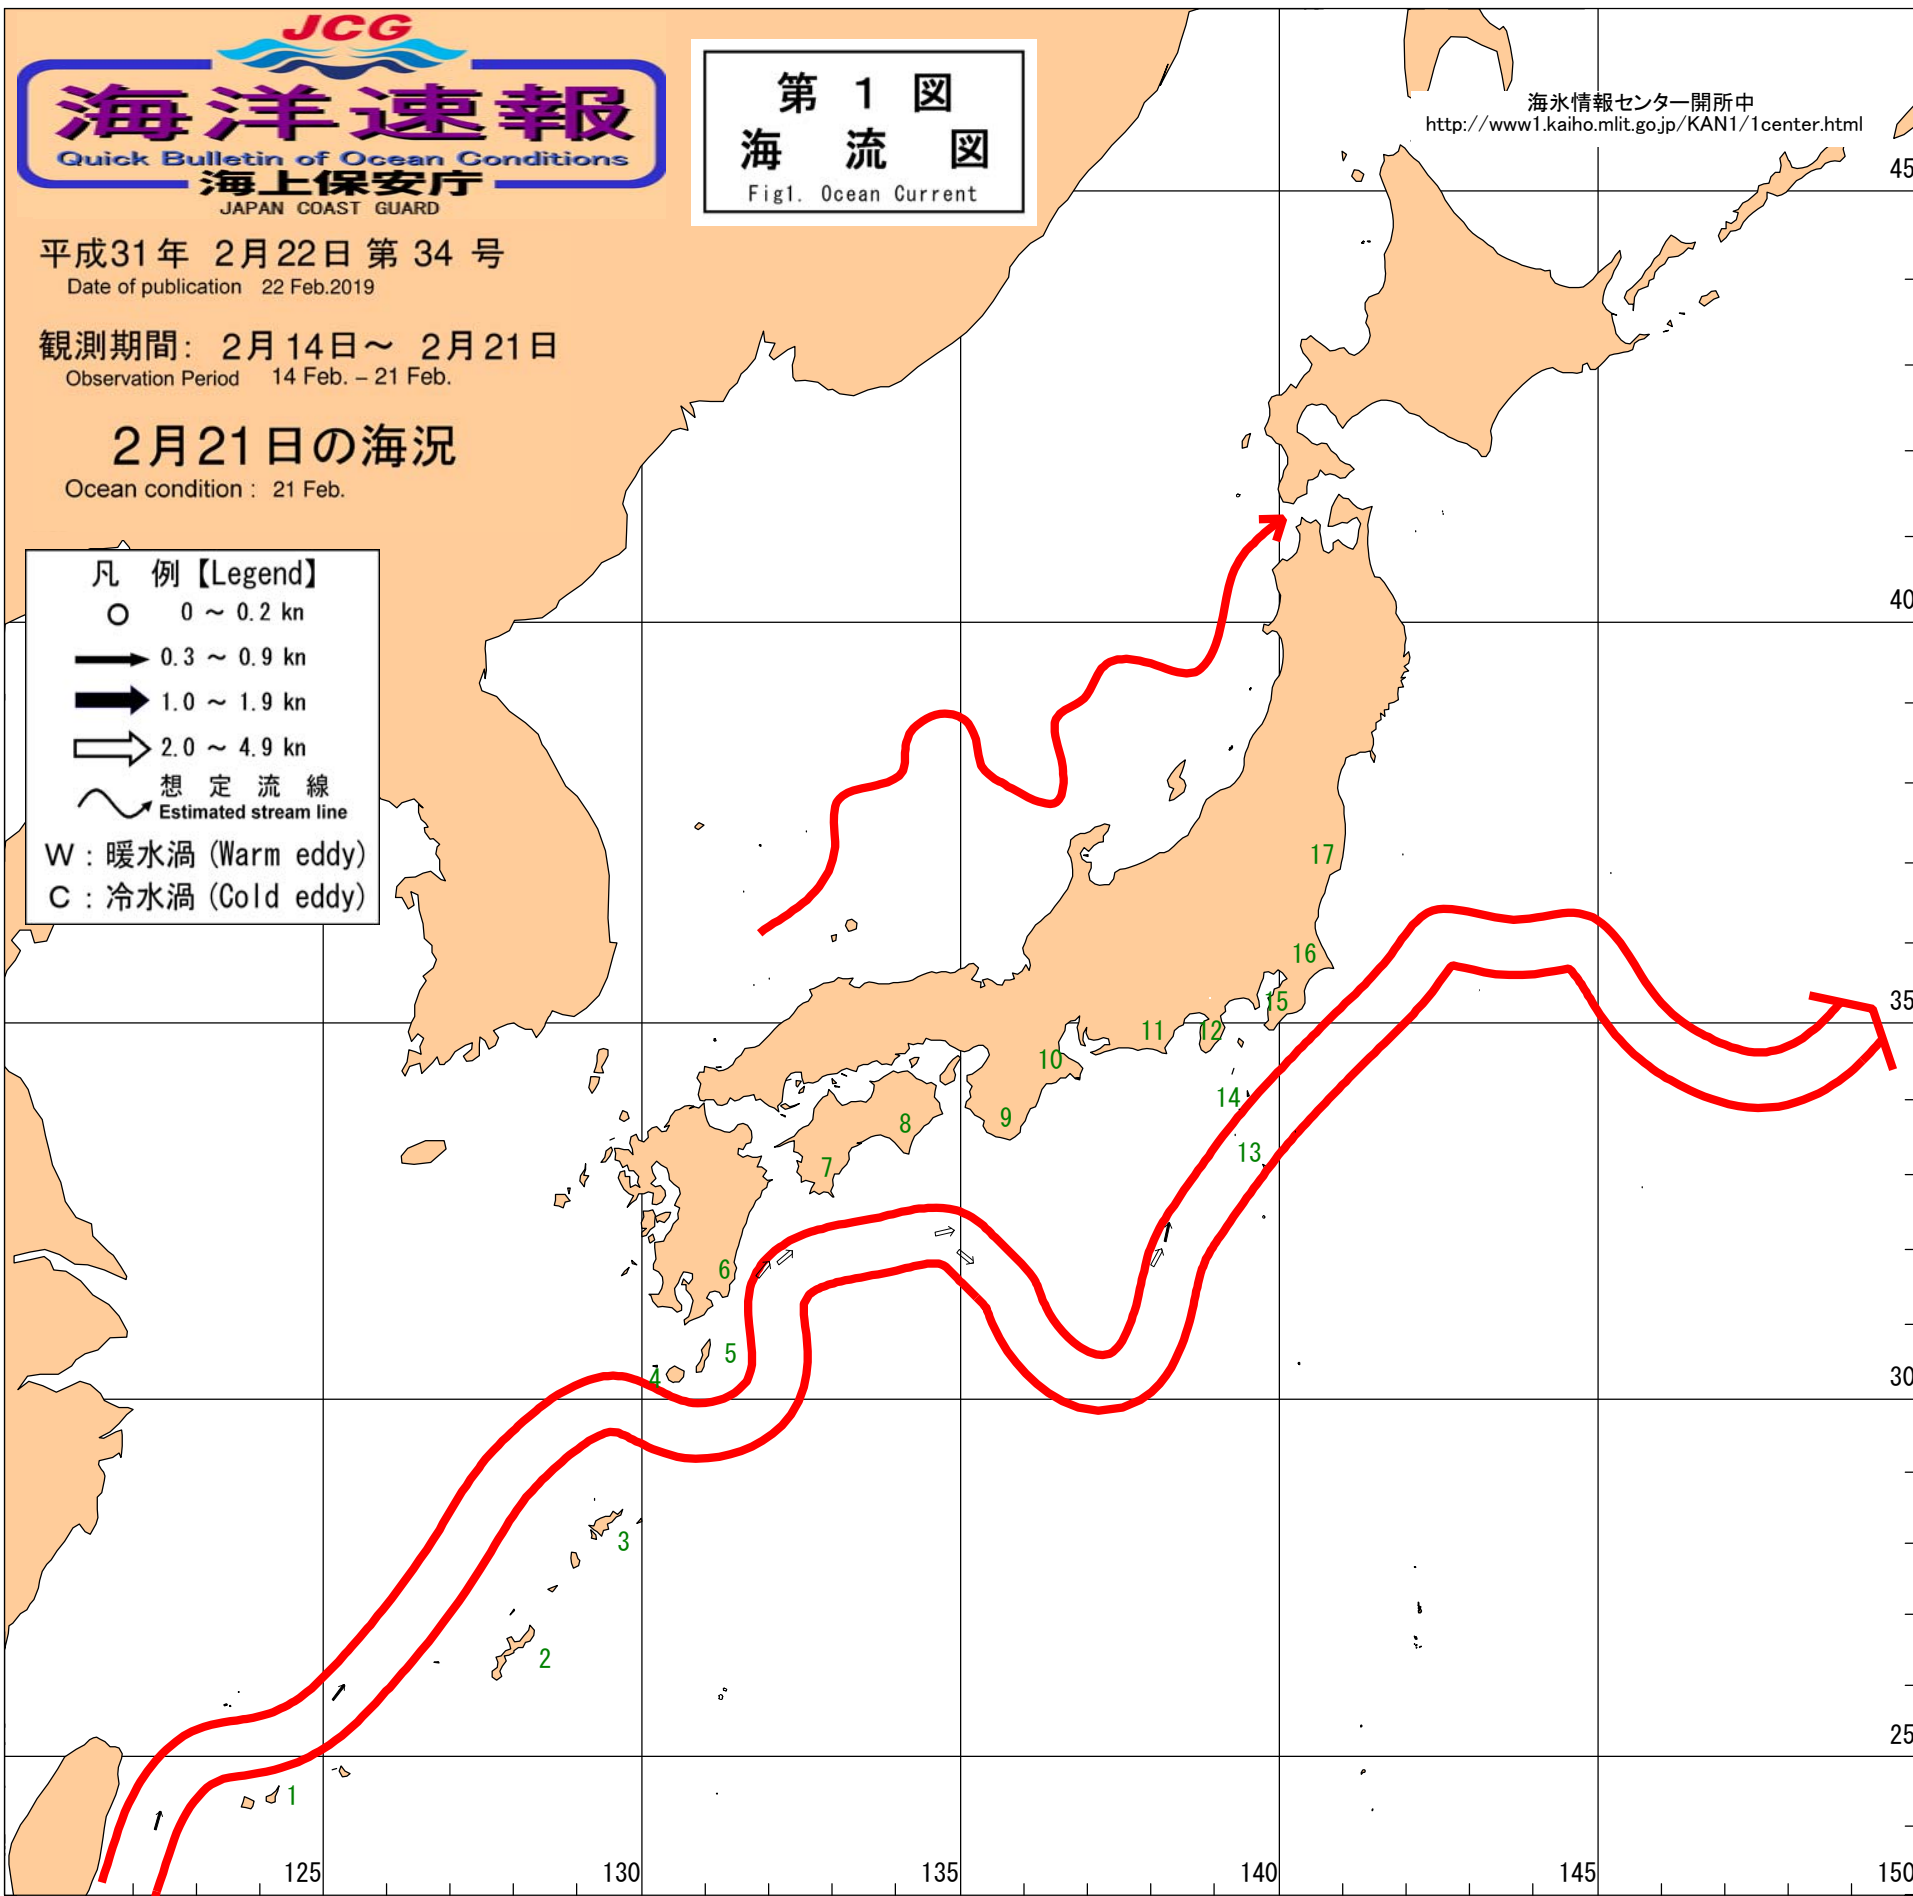 JCG
海洋速報
Quick Bulletin of Ocean Conditions
海上保安庁
JAPAN COAST GUARD
第 1 図
海 流 図
Fig1. Ocean Current
海氷情報センター開所中
http://www1.kaiho.mlit.go.jp/KAN1/1center.html
平成31年 2月22日 第 34 号
Date of publication 22 Feb.2019
観測期間: 2月14日～ 2月21日
Observation Period 14 Feb. – 21 Feb.
2月21日の海況
Ocean condition : 21 Feb.
凡 例【Legend】
0 ～ 0.2 kn
0.3 ～ 0.9 kn
1.0 ～ 1.9 kn
2.0 ～ 4.9 kn
想 定 流 線
Estimated stream line
W : 暖水渦 (Warm eddy)
C : 冷水渦 (Cold eddy)
45
40
17
16
35
15
11
12
10
14
8
9
13
7
6
5
4
30
3
2
25
1
125
130
135
140
145
150